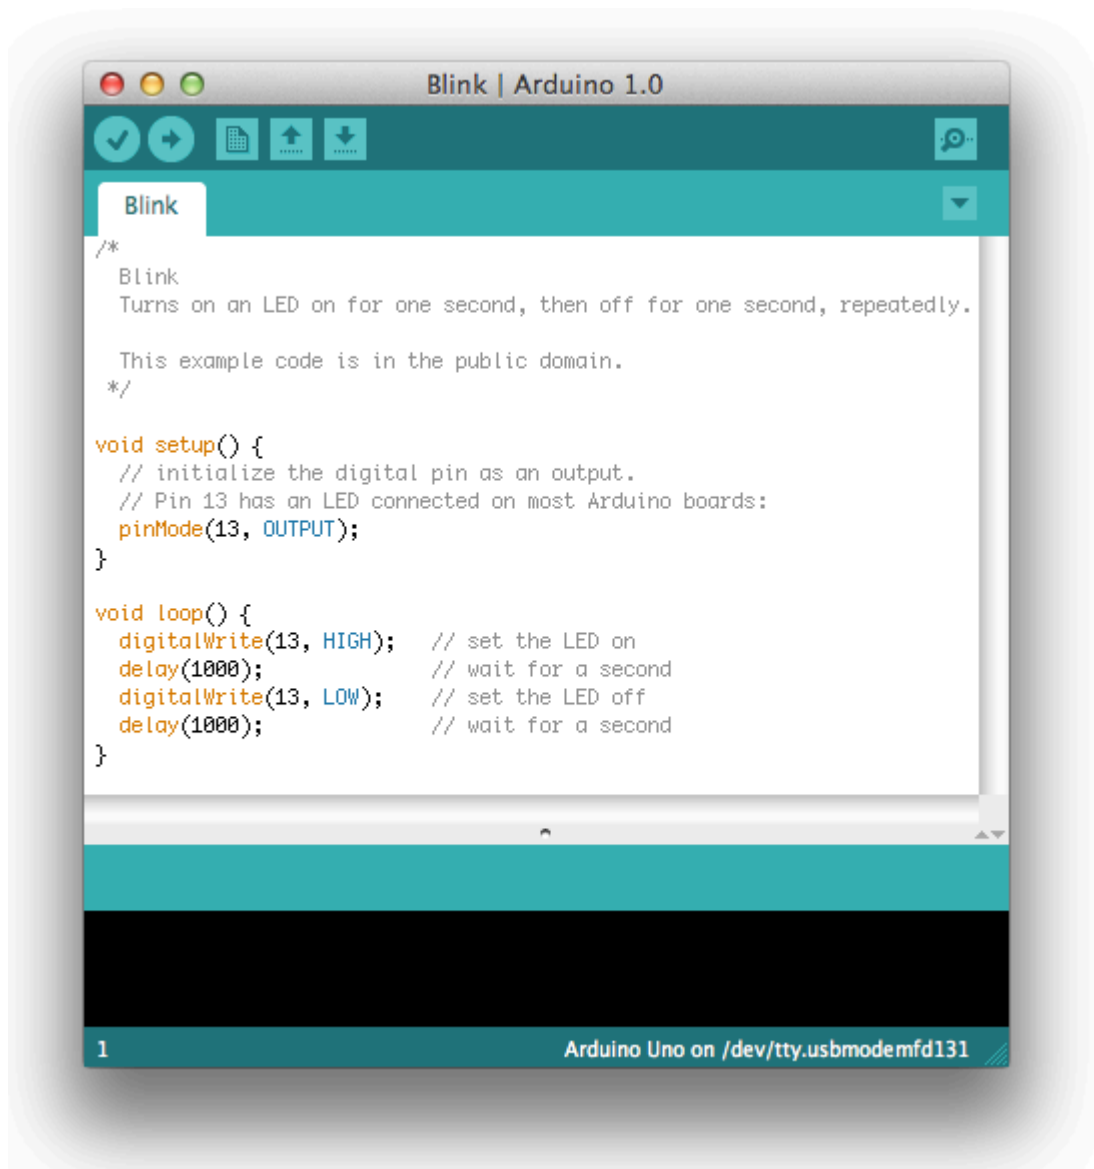 Blink | Arduino 1.0
Blink
/*
  Blink
  Turns on an LED on for one second, then off for one second, repeatedly.

  This example code is in the public domain.
 */

void setup() {
  // initialize the digital pin as an output.
  // Pin 13 has an LED connected on most Arduino boards:
  pinMode(13, OUTPUT);
}

void loop() {
  digitalWrite(13, HIGH);   // set the LED on
  delay(1000);              // wait for a second
  digitalWrite(13, LOW);    // set the LED off
  delay(1000);              // wait for a second
}
1
Arduino Uno on /dev/tty.usbmodemfd131